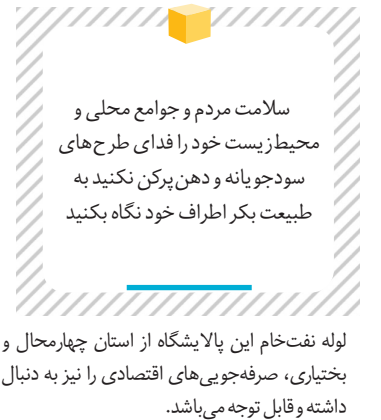 سلامت مردم و جوامع محلی و
محیط‌زیست خود را فدای طرح‌های
سودجویانه و دهن‌پرکن نکنید به
طبیعت بکر اطراف خود نگاه بکنید
لوله نفت‌خام این پالایشگاه از استان چهارمحال و
بختیاری، صرفه‌جویی‌های اقتصادی را نیز به دنبال
داشته و قابل توجه می‌باشد.